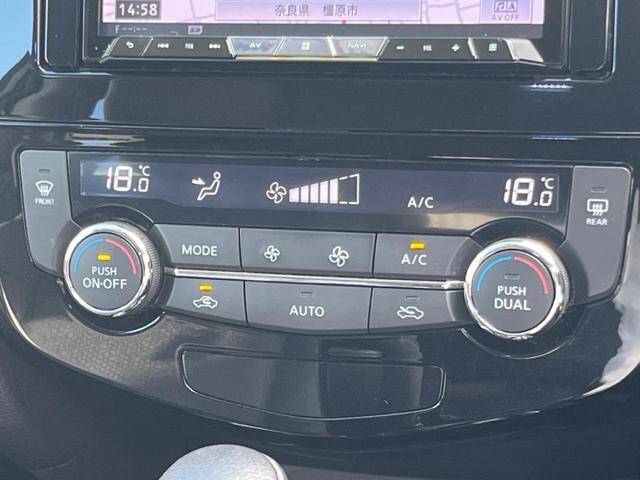 14:58
奈良県 橿原市
AV OFF
AV
NAVI
VOL
18.0 °C
A/C
18.0 °C
FRONT
REAR
MODE
A/C
PUSH
ON·OFF
AUTO
PUSH
DUAL